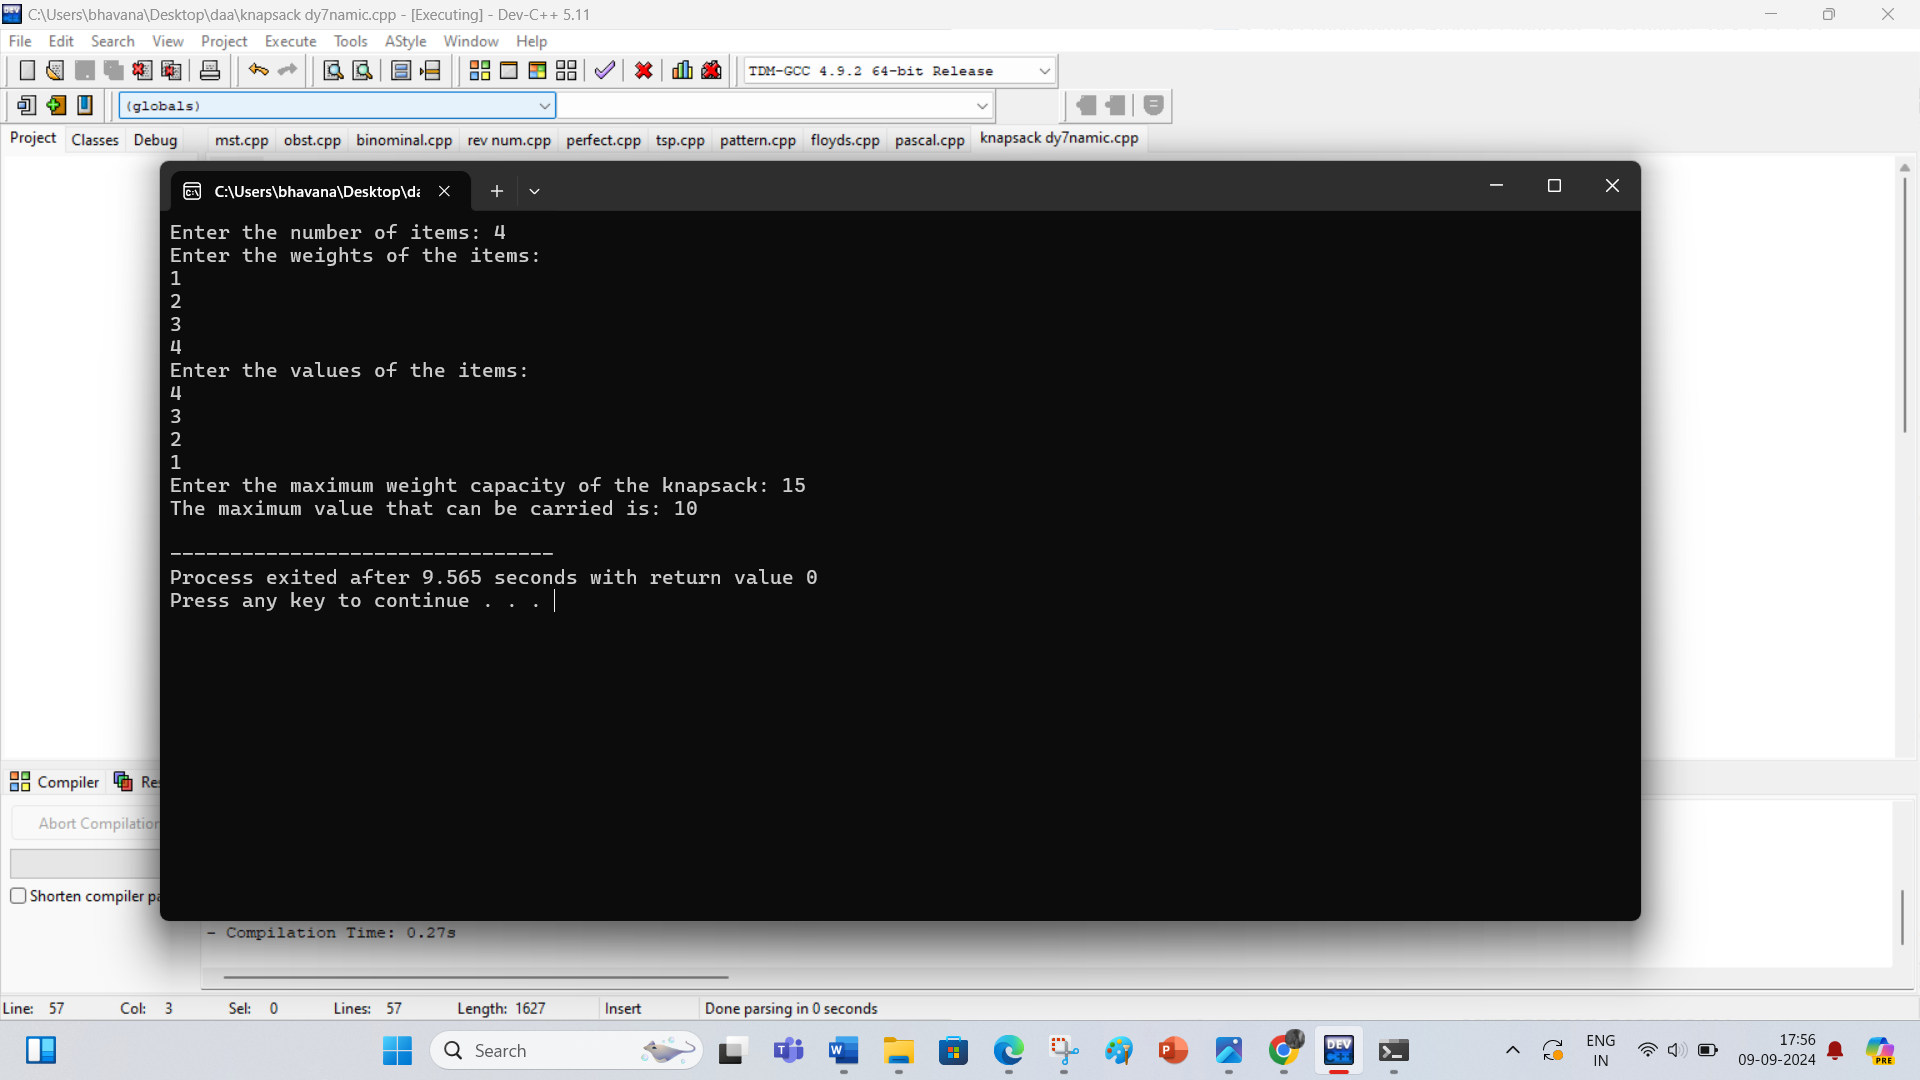 C:\Users\bhavana\Desktop\daa\knapsack dy7namic.cpp - [Executing] - Dev-C++ 5.11
File Edit Search View Project Execute Tools AStyle Window Help
TDM-GCC 4.9.2 64-bit Release
(globals)
Project Classes Debug mst.cpp obst.cpp binominal.cpp rev num.cpp perfect.cpp tsp.cpp pattern.cpp floyds.cpp pascal.cpp knapsack dy7namic.cpp
C:\Users\bhavana\Desktop\da
Enter the number of items: 4
Enter the weights of the items:
1
2
3
4
Enter the values of the items:
4
3
2
1
Enter the maximum weight capacity of the knapsack: 15
The maximum value that can be carried is: 10
--------------------------------
Process exited after 9.565 seconds with return value 0
Press any key to continue . . .
Compiler Res
Abort Compilation
Shorten compiler pa
- Compilation Time: 0.27s
Line: 57 Col: 3 Sel: 0 Lines: 57 Length: 1627 Insert Done parsing in 0 seconds
Search
ENG
IN
17:56
09-09-2024